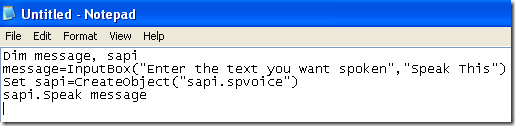 Untitled - Notepad
File Edit Format View Help
Dim message, sapi
message=InputBox("Enter the text you want spoken","Speak This")
Set sapi=CreateObject("sapi.spvoice")
sapi.Speak message